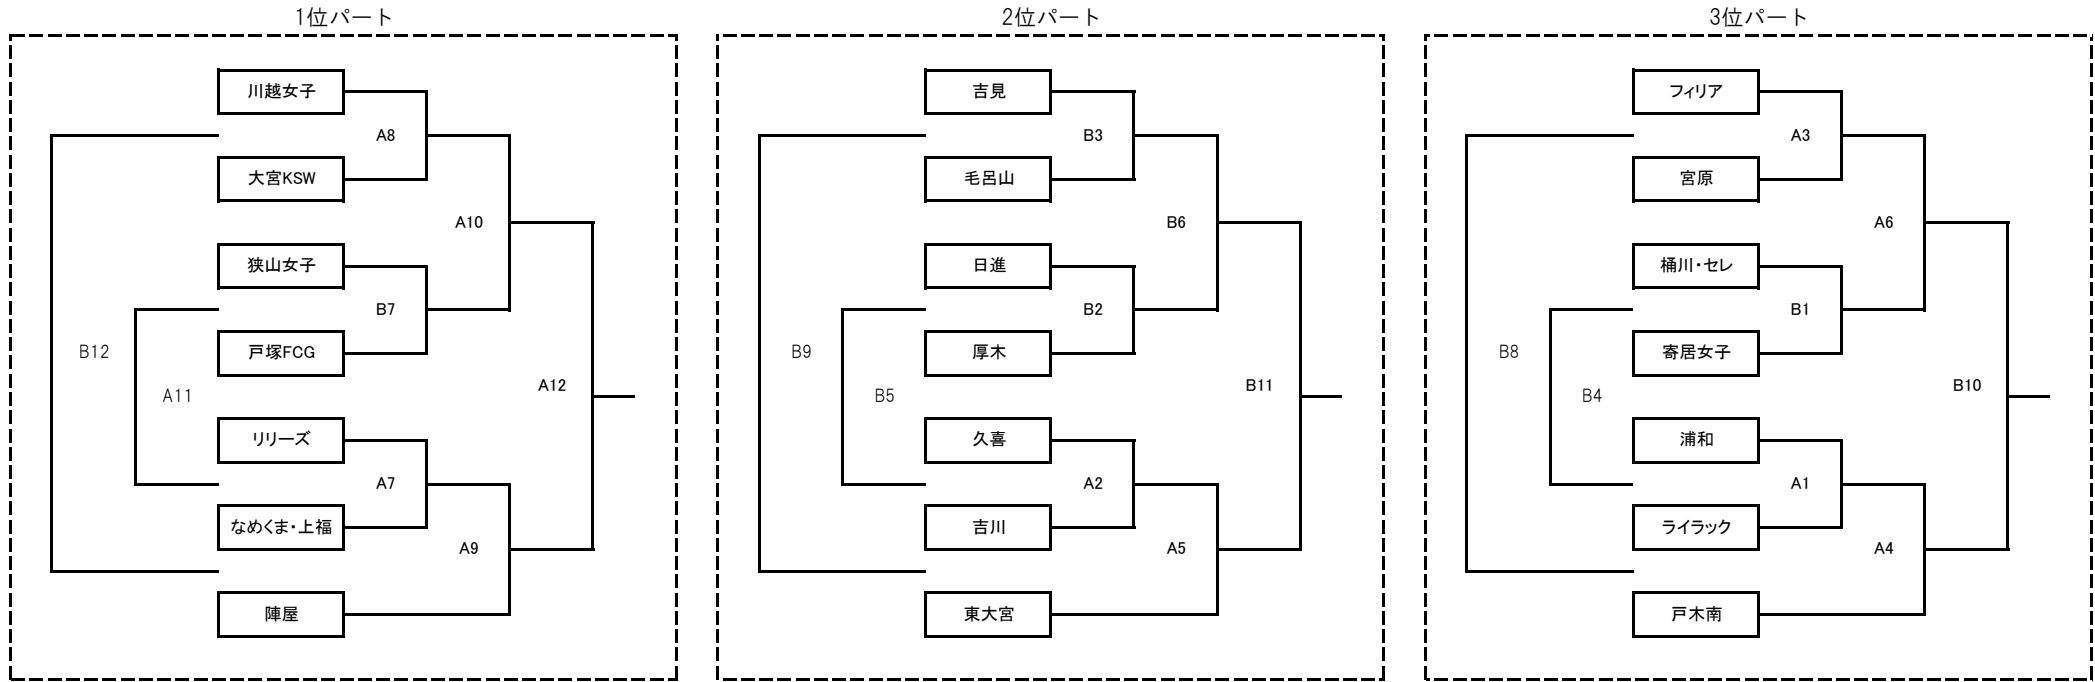 1位パート
川越女子
A8
大宮KSW
A10
狭山女子
B7
戸塚FCG
B12
A11
A12
リリーズ
A7
なめくま・上福
A9
陣屋
2位パート
吉見
B3
毛呂山
B6
日進
B2
厚木
B9
B5
B11
久喜
A2
吉川
A5
東大宮
3位パート
フィリア
A3
宮原
A6
桶川・セレ
B1
寄居女子
B8
B4
B10
浦和
A1
ライラック
A4
戸木南